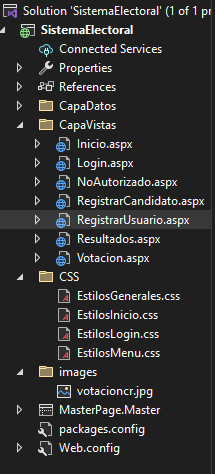 Solution 'SistemaElectoral' (1 of 1 pr
SistemaElectoral
Connected Services
Properties
References
CapaDatos
CapaVistas
Inicio.aspx
Login.aspx
NoAutorizado.aspx
RegistrarCandidato.aspx
RegistrarUsuario.aspx
Resultados.aspx
Votacion.aspx
CSS
EstilosGenerales.css
EstilosInicio.css
EstilosLogin.css
EstilosMenu.css
images
votacioncr.jpg
MasterPage.Master
packages.config
Web.config